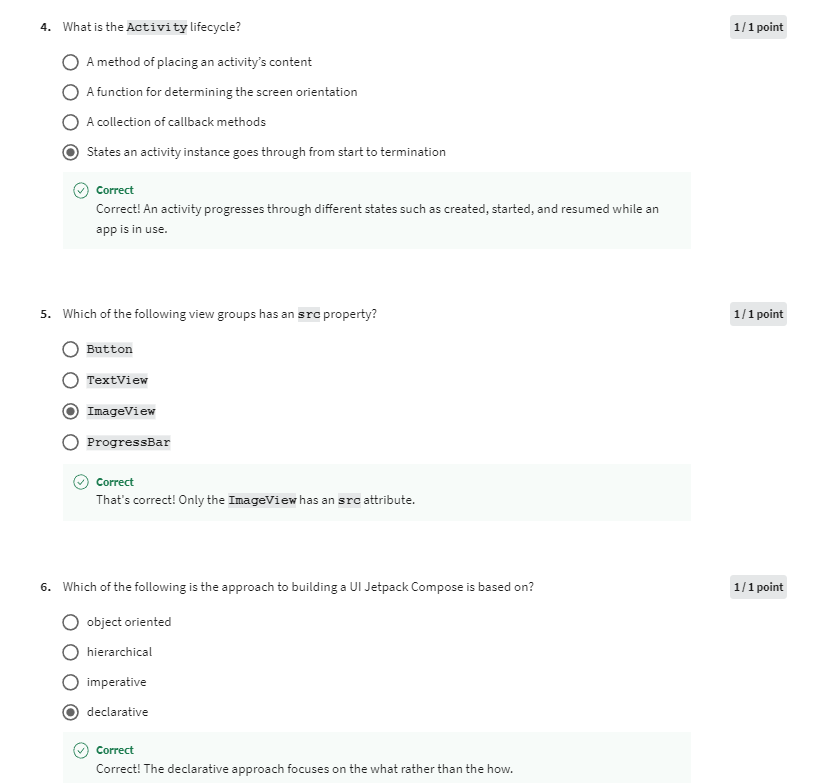 4. What is the Activity lifecycle? 1 / 1 point
A method of placing an activity's content
A function for determining the screen orientation
A collection of callback methods
States an activity instance goes through from start to termination
Correct
Correct! An activity progresses through different states such as created, started, and resumed while an
app is in use.
5. Which of the following view groups has an src property? 1 / 1 point
Button
TextView
ImageView
ProgressBar
Correct
That's correct! Only the ImageView has an src attribute.
6. Which of the following is the approach to building a UI Jetpack Compose is based on? 1 / 1 point
object oriented
hierarchical
imperative
declarative
Correct
Correct! The declarative approach focuses on the what rather than the how.